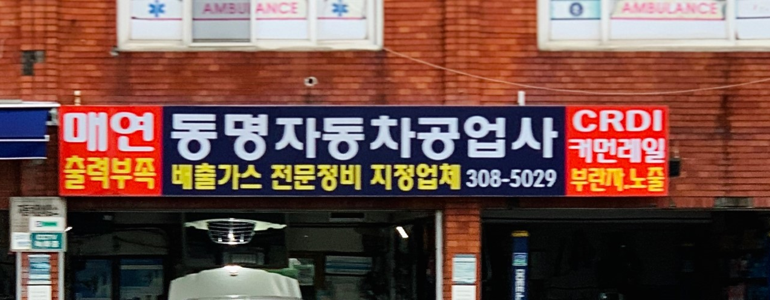 AMBULANCE
AMBULANCE
매연
출력부족
동명자동차공업사
배출가스 전문정비 지정업체 308-5029
CRDI
커먼레일
부란자.노즐